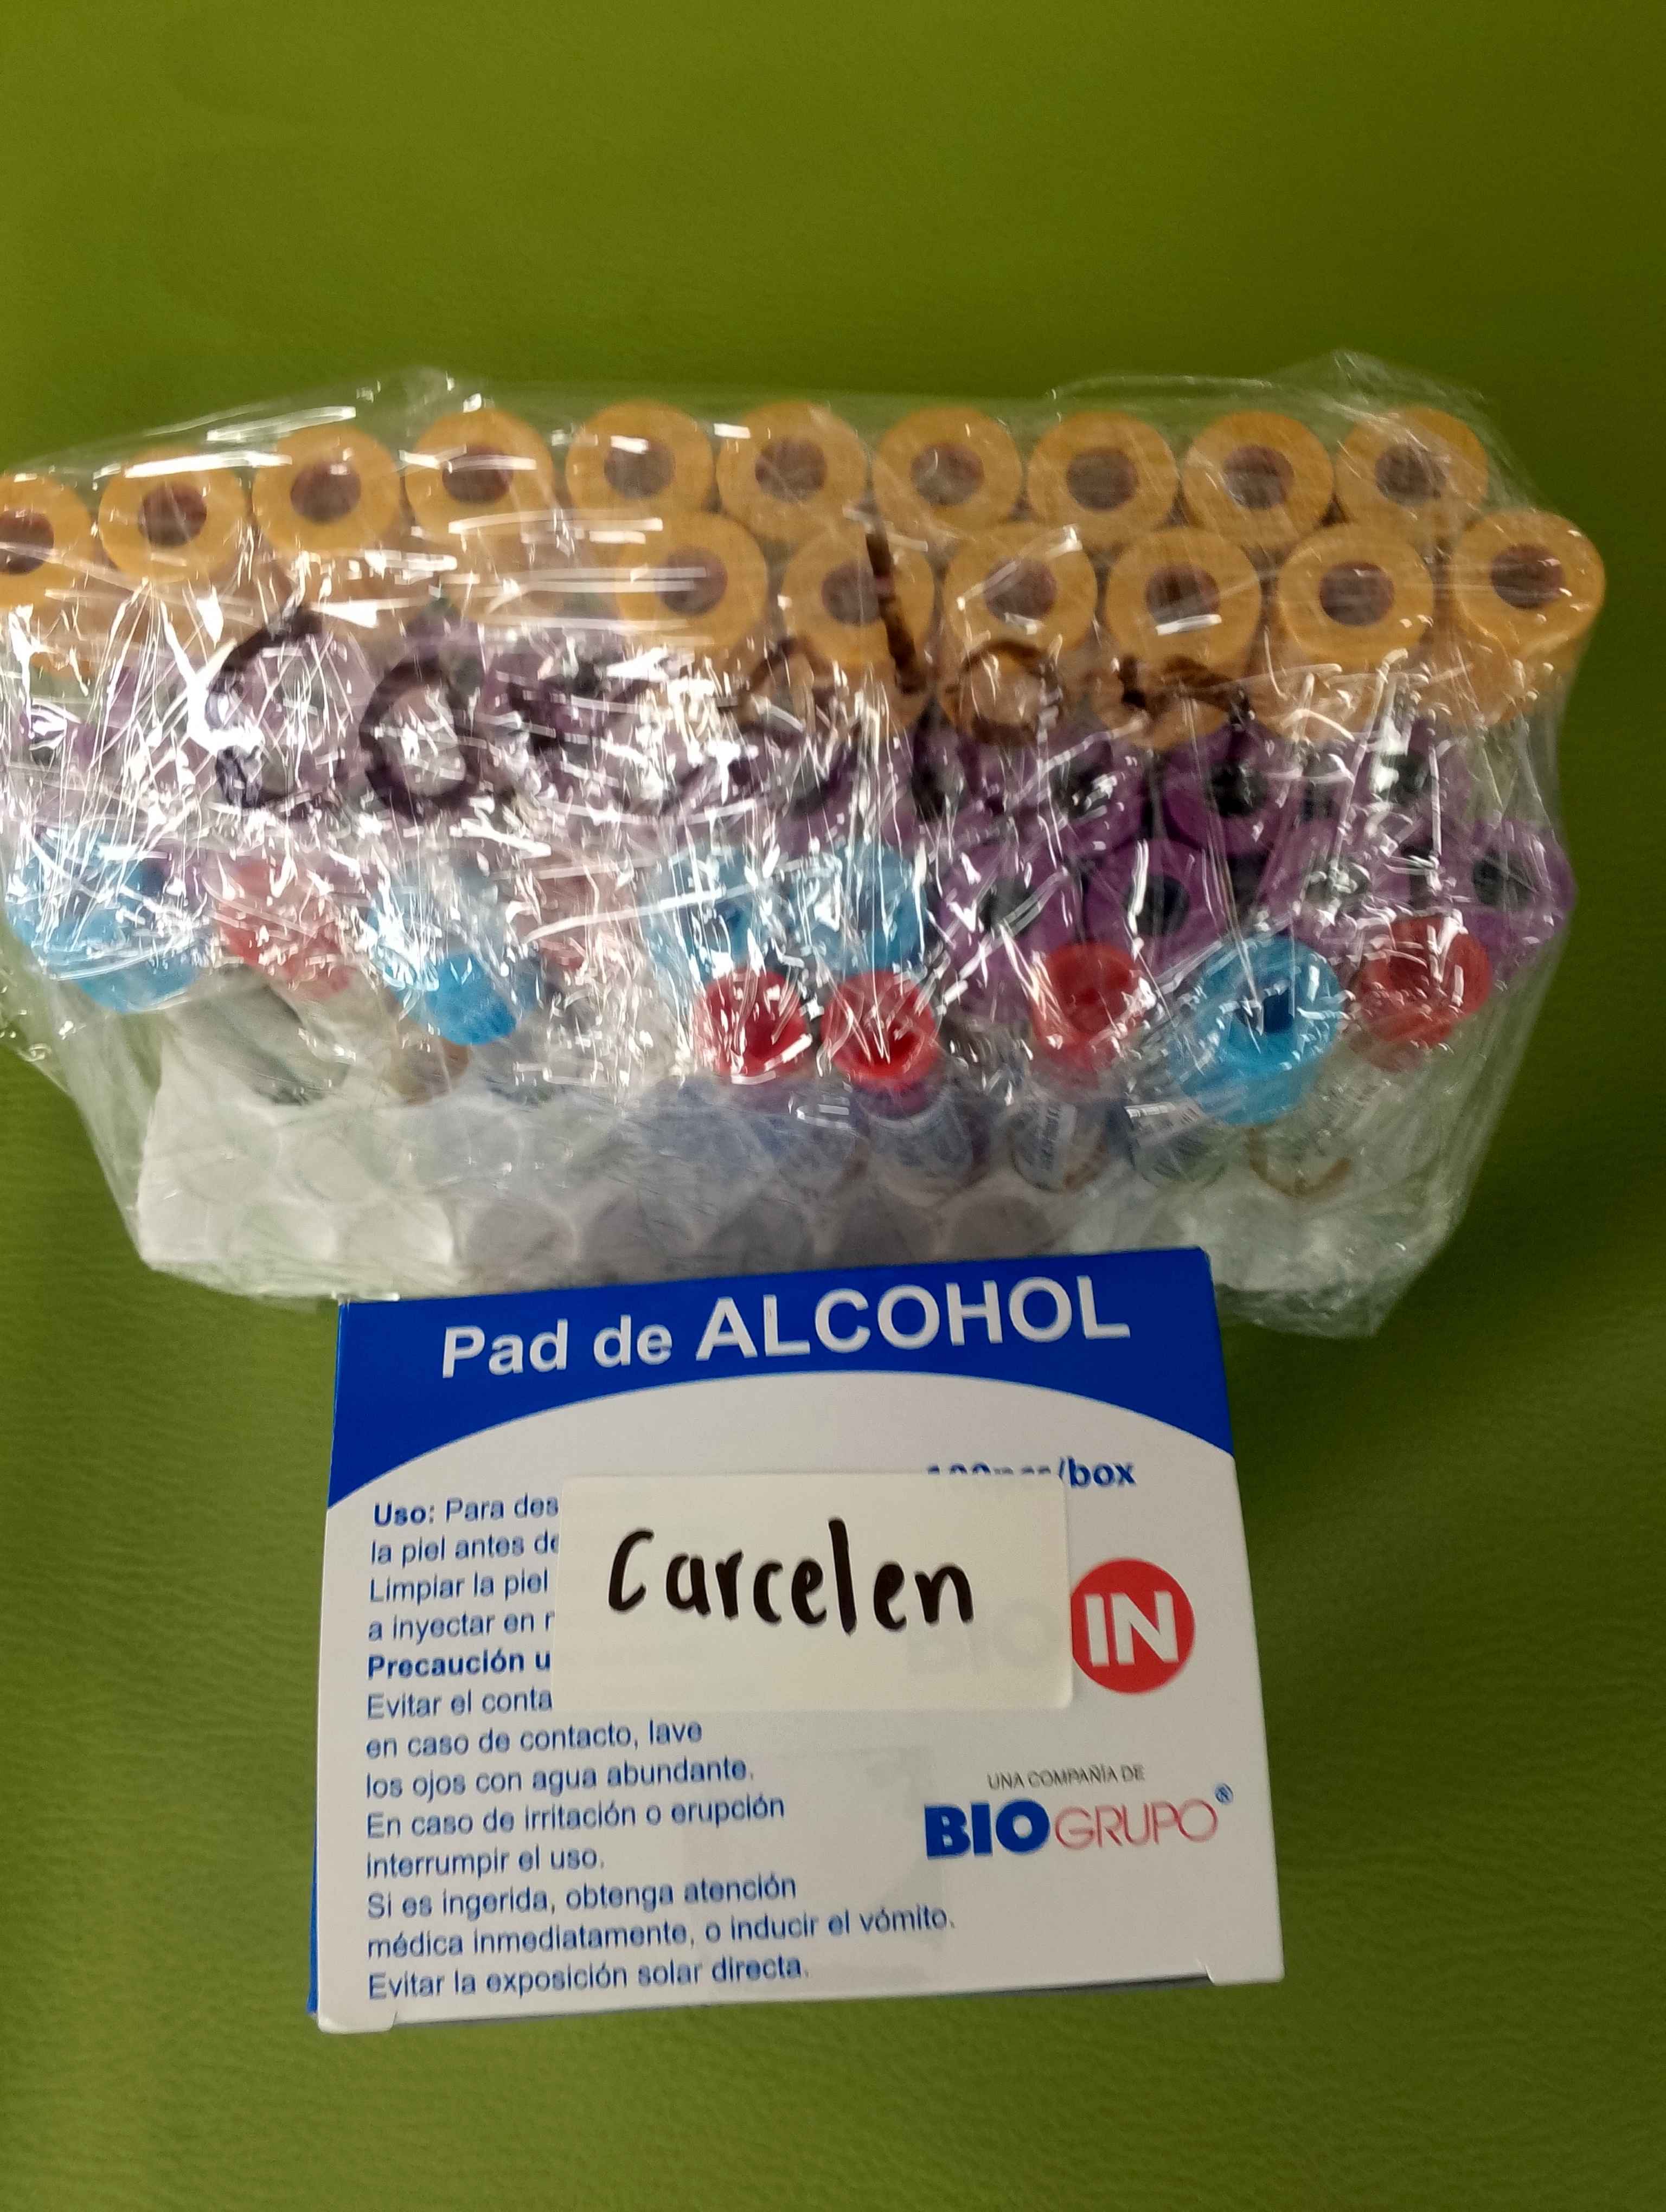 Pad de ALCOHOL
/box
Uso: Para des
la piel antes de
Limpiar la piel
a inyectar en
Precaución u
Evitar el conta
en caso de contacto, lave
los ojos con agua abundante.
En caso de irritación o erupción
interrumpir el uso.
Si es ingerida, obtenga atención
médica inmediatamente, o inducir el vómito.
Evitar la exposición solar directa.
Carcelen
IN
UNA COMPAÑÍA DE
BIOGRUPO®